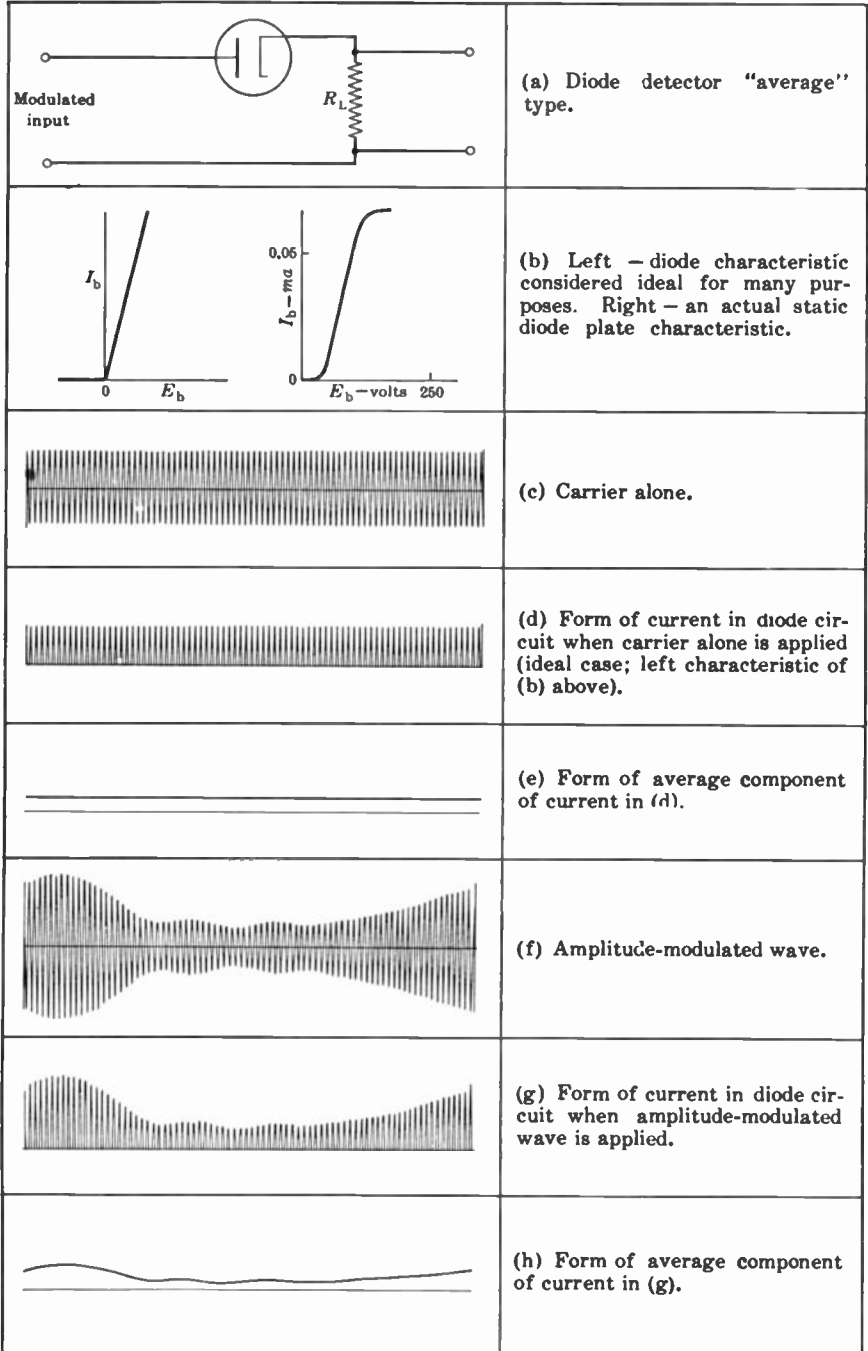 Modulated
input
R_L
(a) Diode detector "average"
type.
I_b
0
E_b
0.05
I_b—ma
0
E_b—volts 250
(b) Left — diode characteristic
considered ideal for many pur-
poses. Right — an actual static
diode plate characteristic.
(c) Carrier alone.
(d) Form of current in diode cir-
cuit when carrier alone is applied
(ideal case; left characteristic of
(b) above).
(e) Form of average component
of current in (d).
(f) Amplitude-modulated wave.
(g) Form of current in diode cir-
cuit when amplitude-modulated
wave is applied.
(h) Form of average component
of current in (g).